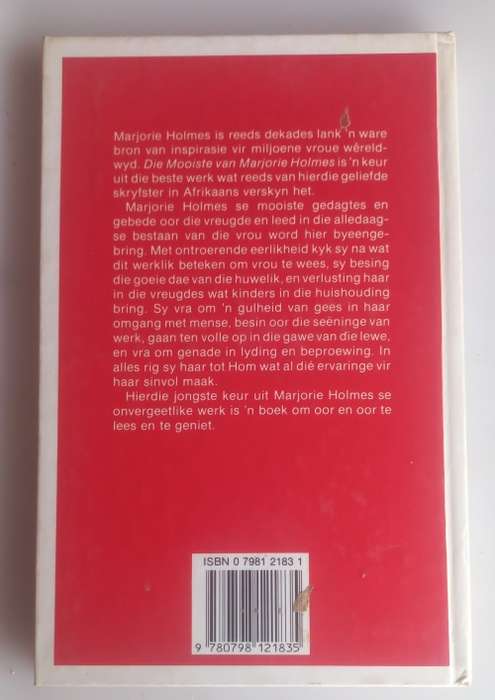 Marjorie Holmes is reeds dekades lank 'n ware
bron van inspirasie vir miljoene vroue wêreld-
wyd. Die Mooiste van Marjorie Holmes is 'n keur
uit die beste werk wat reeds van hierdie geliefde
skryfster in Afrikaans verskyn het.
Marjorie Holmes se mooiste gedagtes en
gebede oor die vreugde en leed in die alledaag-
se bestaan van die vrou word hier byeenge-
bring. Met ontroerende eerlikheid kyk sy na wat
dit werklik beteken om vrou te wees, sy besing
die goeie dae van die huwelik, en verlusting haar
in die vreugdes wat kinders in die huishouding
bring. Sy vra om 'n gulheid van gees in haar
omgang met mense, besin oor die seëninge van
werk, gaan ten volle op in die gawe van die lewe,
en vra om genade in lyding en beproewing. In
alles rig sy haar tot Hom wat al dié ervaringe vir
haar sinvol maak.
Hierdie jongste keur uit Marjorie Holmes se
onvergeetlike werk is 'n boek om oor en oor te
lees en te geniet.
ISBN 0 7981 2183 1
9 780798 121835